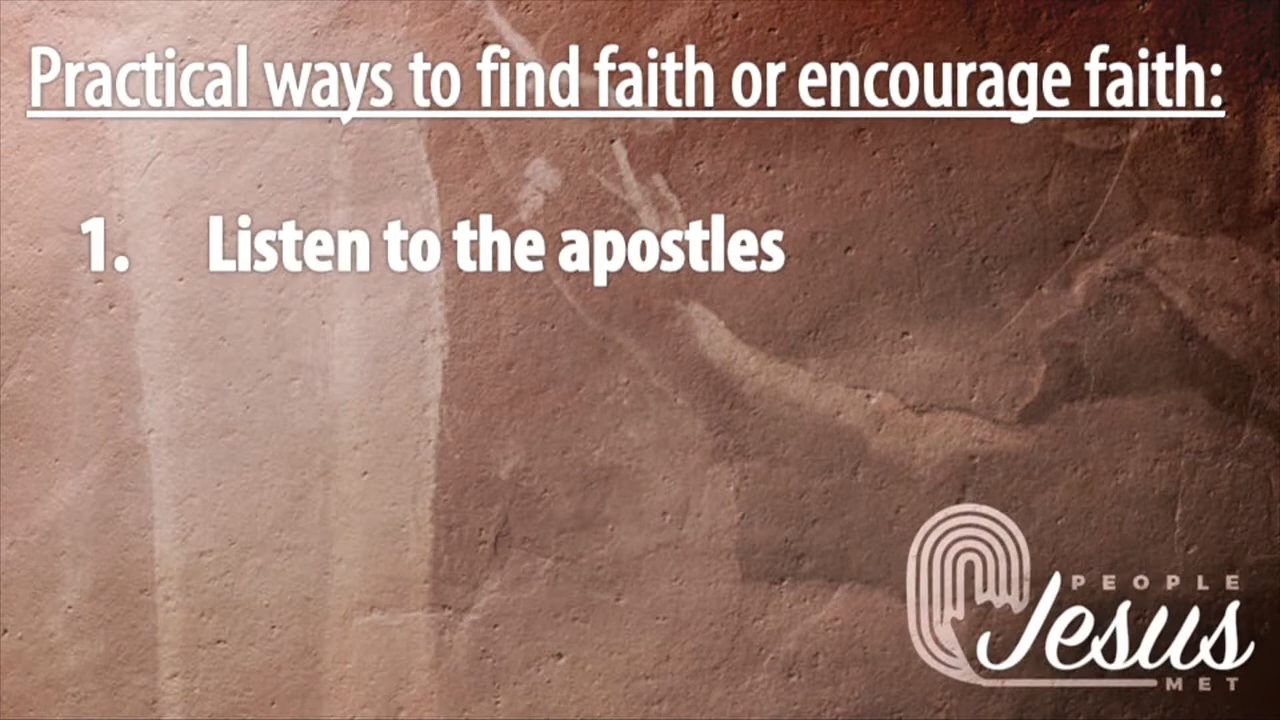 Practical ways to find faith or encourage faith:
1. Listen to the apostles
PEOPLE
Jesus
MET